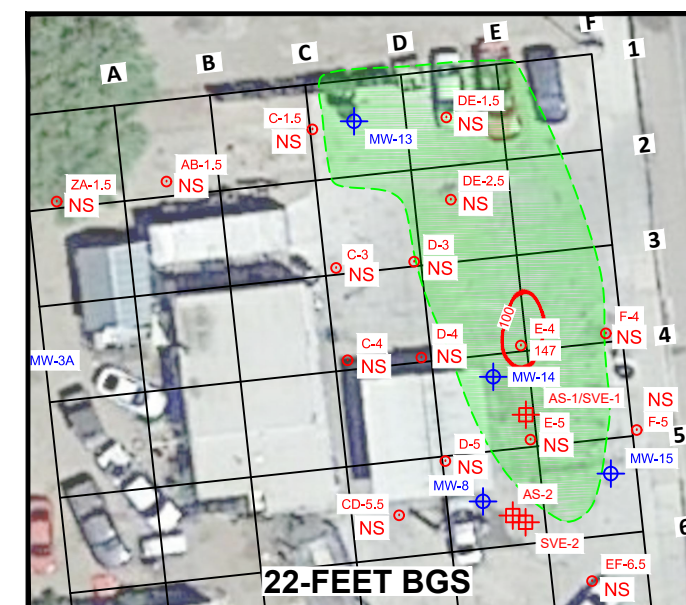 F
E
1
D
C
B
A
DE-1.5
NS
C-1.5
NS
MW-13
2
AB-1.5
NS
ZA-1.5
NS
DE-2.5
NS
3
D-3
NS
C-3
NS
100
E-4
147
F-4
NS
4
D-4
NS
C-4
NS
MW-3A
MW-14
AS-1/SVE-1
NS
F-5
E-5
NS
5
D-5
NS
MW-15
MW-8
AS-2
CD-5.5
NS
6
SVE-2
EF-6.5
NS
22-FEET BGS